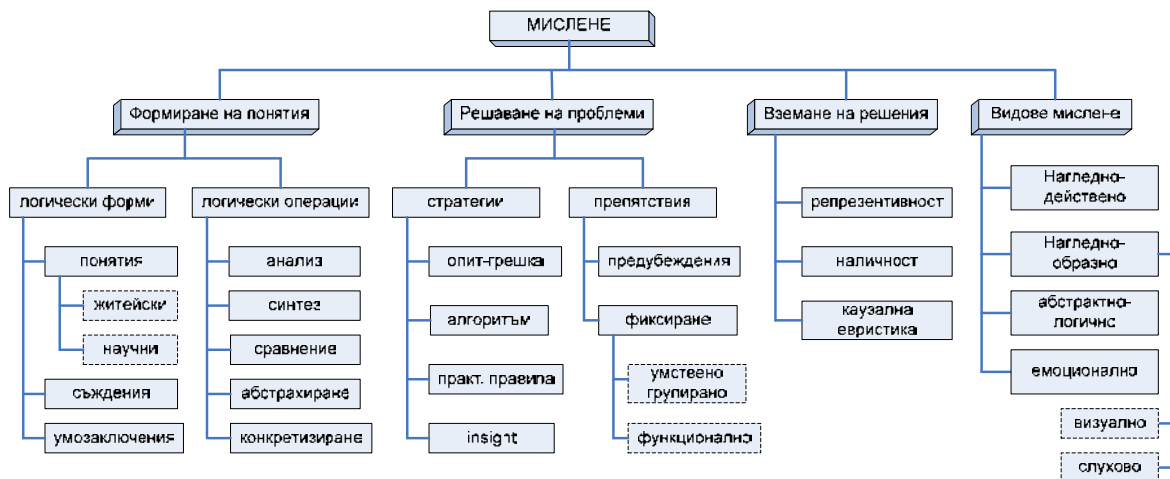 МИСЛЕНЕ
Формиране на понятия
Решаване на проблеми
Вземане на решения
Видове мислене
логически форми
логически операции
стратегии
препятствия
понятия
житейски
научни
съждения
умозаключения
анализ
синтез
сравнение
абстрахиране
конкретизиране
опит-грешка
алгоритъм
практ. правила
insight
предубеждения
фиксиране
умствено
групирано
функционално
репрезентивност
наличност
каузална
евристика
Нагледно-
действено
Нагледно-
образно
абстрактно-
логично
емоционално
визуално
слухово